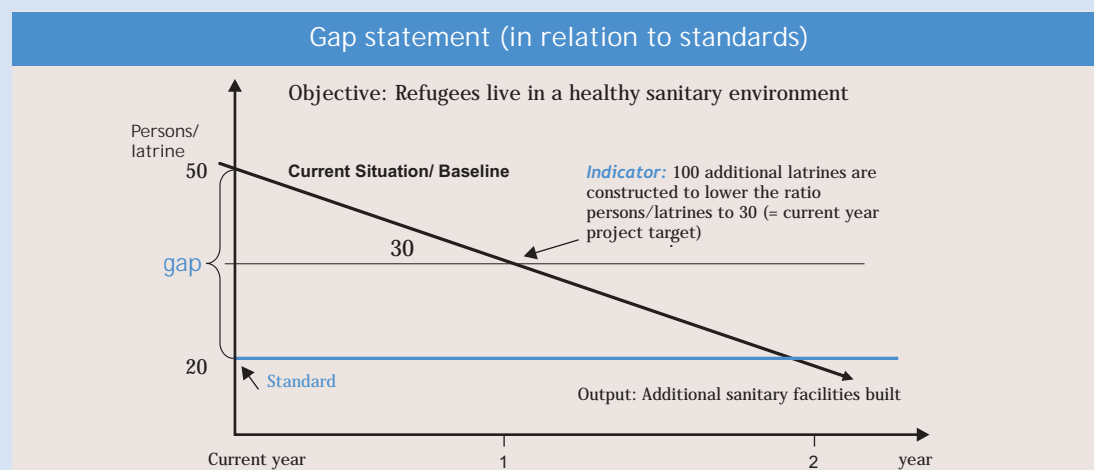 Gap statement (in relation to standards)
Objective: Refugees live in a healthy sanitary environment
Persons/
latrine
50
Current Situation/ Baseline
Indicator: 100 additional latrines are
constructed to lower the ratio
persons/latrines to 30 (= current year
project target)
30
gap
20
Standard
Output: Additional sanitary facilities built
Current year
1
2
year